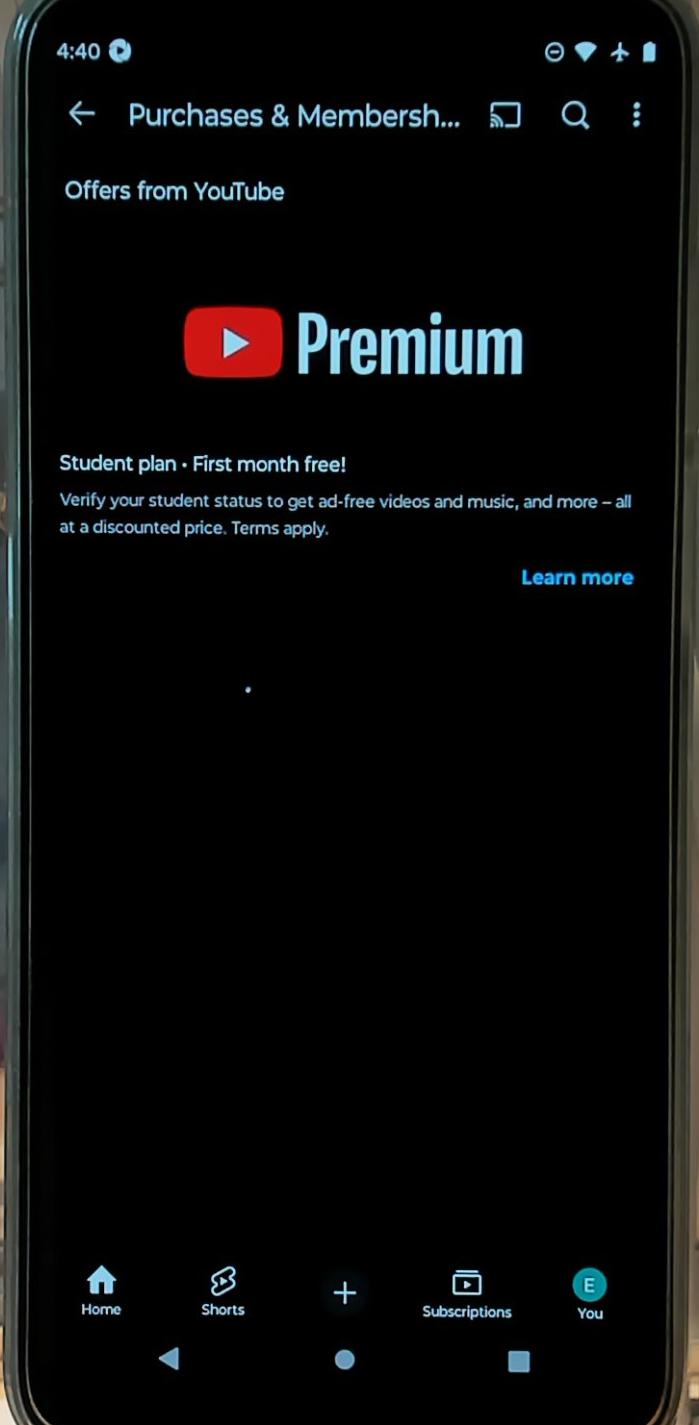 4:40
Purchases & Membersh...
Offers from YouTube
Premium
Student plan • First month free!
Verify your student status to get ad-free videos and music, and more – all
at a discounted price. Terms apply.
Learn more
Home
Shorts
Subscriptions
E
You